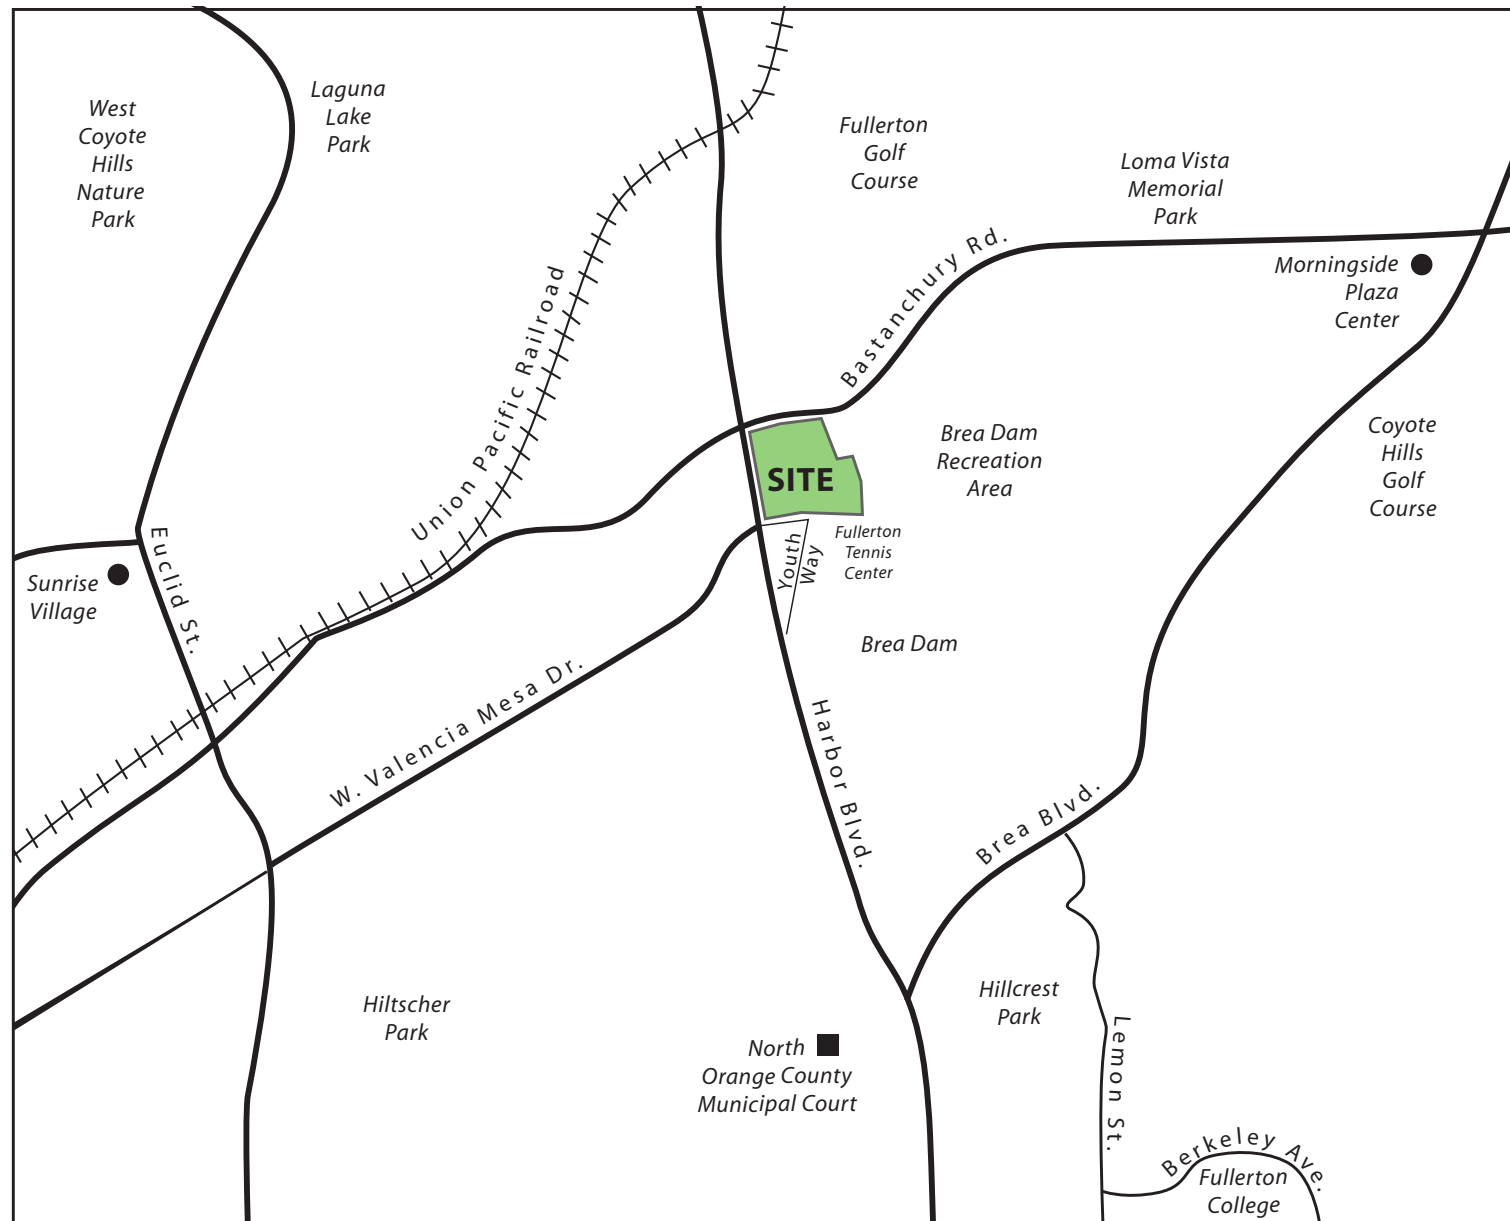 West
Coyote
Hills
Nature
Park
Laguna
Lake
Park
Fullerton
Golf
Course
Loma Vista
Memorial
Park
Bastanchury Rd.
Morningside
Plaza
Center
Union Pacific Railroad
Coyote
Hills
Golf
Course
Brea Dam
Recreation
Area
SITE
Euclid St.
Sunrise
Village
Youth
Way
Fullerton
Tennis
Center
Brea Dam
W. Valencia Mesa Dr.
Harbor Blvd.
Brea Blvd.
Hiltscher
Park
Hillcrest
Park
North
Orange County
Municipal Court
Lemon St.
Berkeley Ave.
Fullerton
College